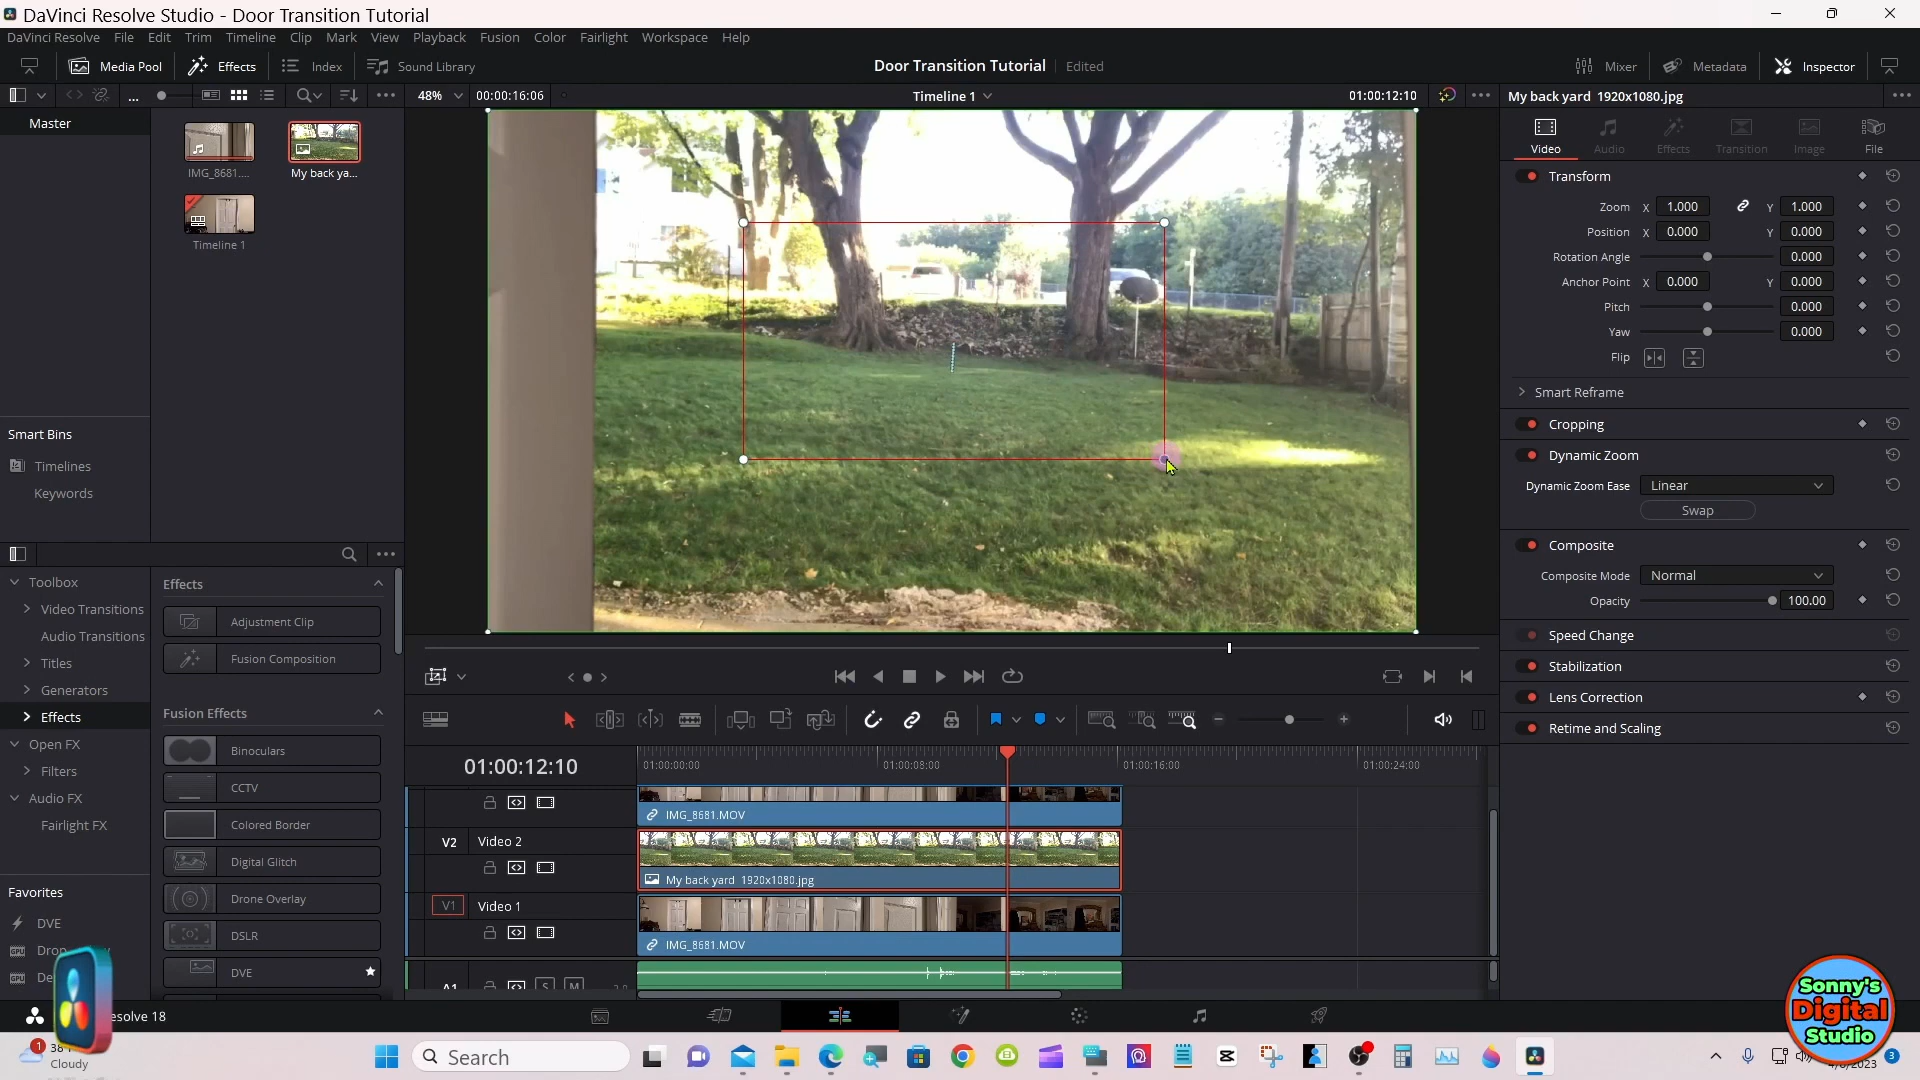 DaVinci Resolve Studio - Door Transition Tutorial
DaVinci Resolve File Edit Trim Timeline Clip Mark View Playback Fusion Color Fairlight Workspace Help
Media Pool Effects Index Sound Library Door Transition Tutorial Edited Mixer Metadata Inspector
48% 00:00:16:06 Timeline 1 01:00:12:10 My back yard 1920x1080.jpg
Master
IMG_8681....
My back ya...
Timeline 1
Smart Bins
Timelines
Keywords
Video Audio Effects Transition Image File
Transform
Zoom X 1.000 Y 1.000
Position X 0.000 Y 0.000
Rotation Angle 0.000
Anchor Point X 0.000 Y 0.000
Pitch 0.000
Yaw 0.000
Flip
Smart Reframe
Cropping
Dynamic Zoom
Dynamic Zoom Ease Linear
Swap
Composite
Composite Mode Normal
Opacity 100.00
Speed Change
Stabilization
Lens Correction
Retime and Scaling
Toolbox
Video Transitions
Audio Transitions
Titles
Generators
Effects
Open FX
Filters
Audio FX
Fairlight FX
Favorites
DVE
Effects
Adjustment Clip
Fusion Composition
Fusion Effects
Binoculars
CCTV
Colored Border
Digital Glitch
Drone Overlay
DSLR
DVE
01:00:12:10 01:00:00:00 01:00:08:00 01:00:16:00 01:00:24:00
IMG_8681.MOV
V2 Video 2
My back yard 1920x1080.jpg
V1 Video 1
IMG_8681.MOV
A1 S M
esolve 18
Sonny's
Digital
Studio
1
Cloudy
Search
3